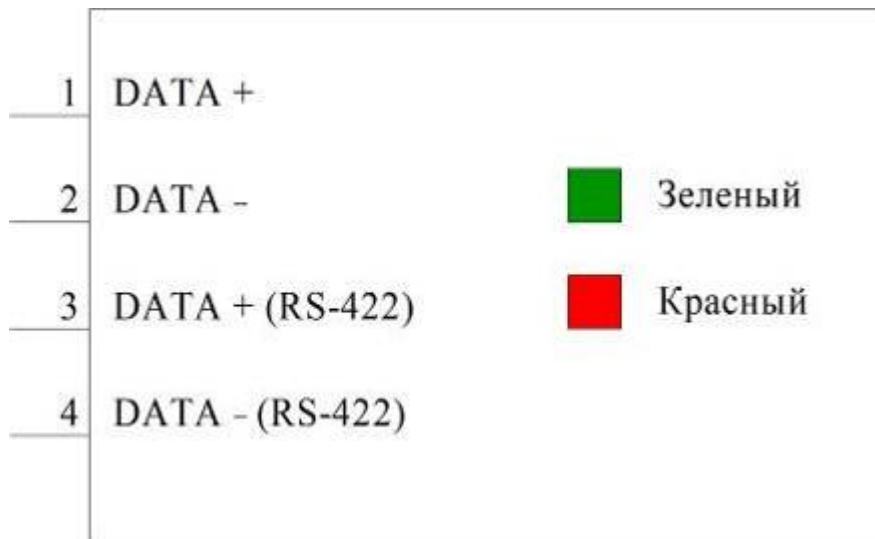 1 DATA +
2 DATA -
Зеленый
3 DATA + (RS-422)
Красный
4 DATA - (RS-422)